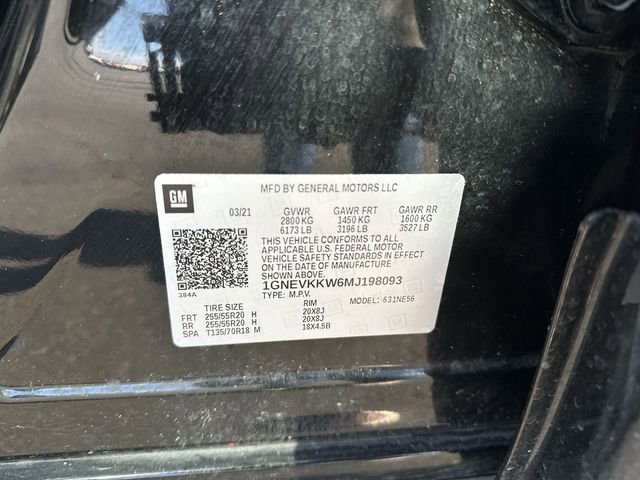 GM
MFD BY GENERAL MOTORS LLC
03/21 GVWR GAWR FRT GAWR RR
2800 KG 1450 KG 1600 KG
6173 LB 3196 LB 3527 LB
THIS VEHICLE CONFORMS TO ALL
APPLICABLE U.S. FEDERAL MOTOR
VEHICLE SAFETY STANDARDS IN EFFECT
ON THE DATE OF MANUFACTURE
SHOWN ABOVE.
384A
1GNEVKKW6MJ198093
TYPE: M.P.V. MODEL: 631NE56
TIRE SIZE RIM
FRT 255/55R20 H 20X8J
RR 255/55R20 H 20X8J
SPA T135/70R18 M 18X4.5B